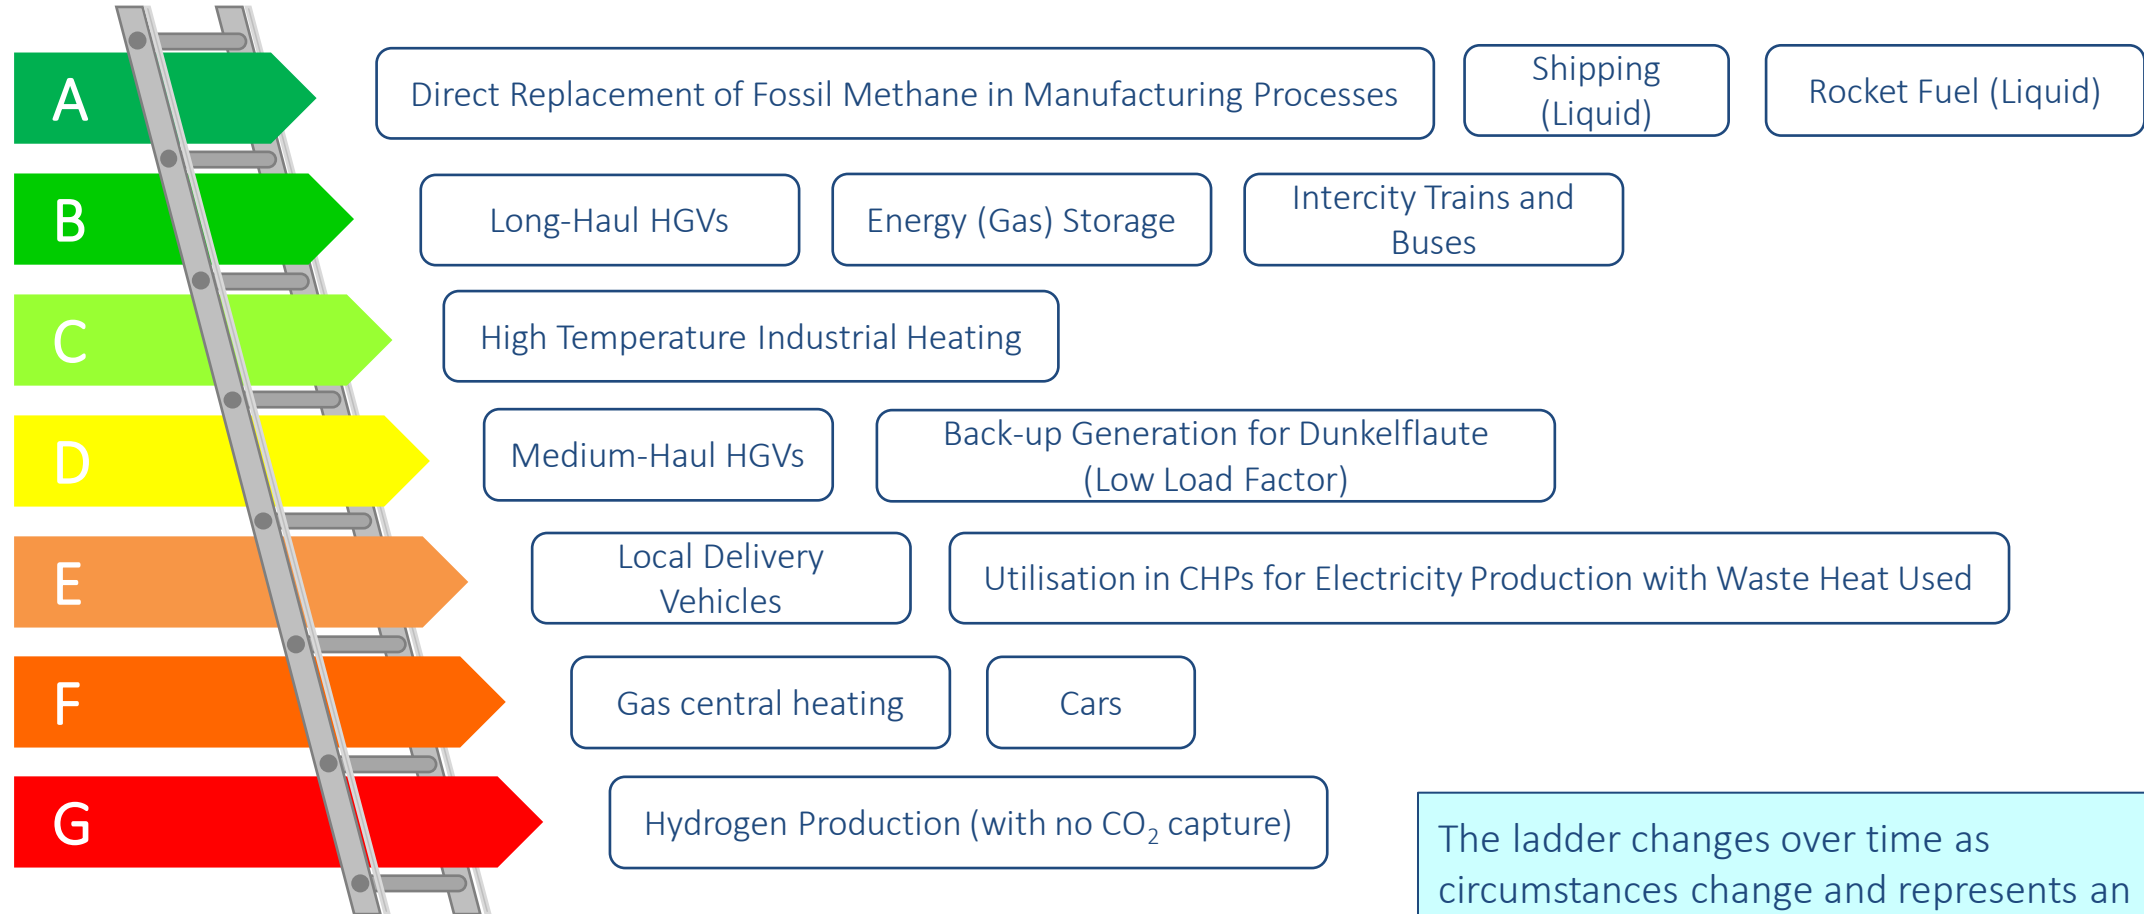 A
Direct Replacement of Fossil Methane in Manufacturing Processes
Shipping
(Liquid)
Rocket Fuel (Liquid)
B
Long-Haul HGVs
Energy (Gas) Storage
Intercity Trains and
Buses
C
High Temperature Industrial Heating
D
Medium-Haul HGVs
Back-up Generation for Dunkelflaute
(Low Load Factor)
E
Local Delivery
Vehicles
Utilisation in CHPs for Electricity Production with Waste Heat Used
F
Gas central heating
Cars
G
Hydrogen Production (with no CO₂ capture)
The ladder changes over time as
circumstances change and represents an